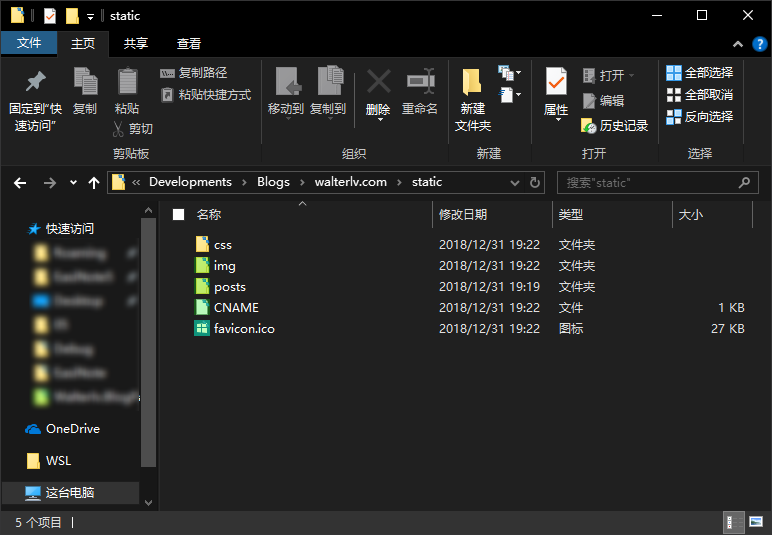 static
文件 主页 共享 查看
固定到“快速访问”
复制
粘贴
复制路径
粘贴快捷方式
剪切
剪贴板
移动到
复制到
删除
重命名
组织
新建
文件夹
新建
属性
打开
编辑
历史记录
打开
全部选择
全部取消
反向选择
选择
« Developments › Blogs › walterlv.com › static
搜索"static"
快速访问
OneDrive
WSL
这台电脑
名称 修改日期 类型 大小
css 2018/12/31 19:22 文件夹
img 2018/12/31 19:22 文件夹
posts 2018/12/31 19:19 文件夹
CNAME 2018/12/31 19:22 文件 1 KB
favicon.ico 2018/12/31 19:22 图标 27 KB
5 个项目